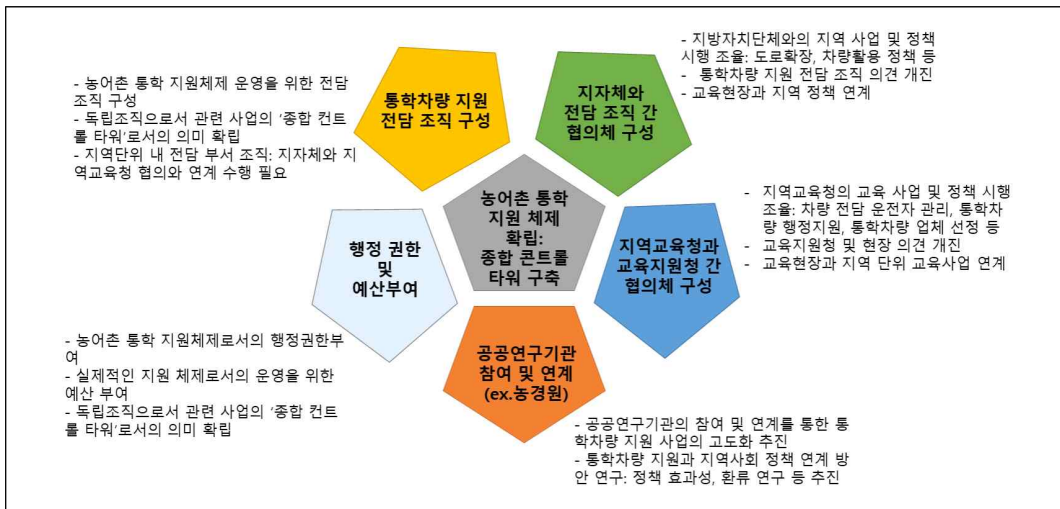 - 농어촌 통학 지원체제 운영을 위한 전담
조직 구성
- 독립조직으로서 관련 사업의 ‘종합 컨트
롤 타워’로서의 의미 확립
- 지역단위 내 전담 부서 조직: 지자체와 지
역교육청 협의와 연계 수행 필요
통학차량 지원
전담 조직 구성
지자체와
전담 조직 간
협의체 구성
- 지방자치단체와의 지역 사업 및 정책
시행 조율: 도로확장, 차량활용 정책 등
- 통학차량 지원 전담 조직 의견 개진
- 교육현장과 지역 정책 연계
농어촌 통학
지원 체제
확립:
종합 콘트롤
타워 구축
행정 권한
및
예산부여
지역교육청과
교육지원청 간
협의체 구성
- 지역교육청의 교육 사업 및 정책 시행
조율: 차량 전담 운전자 관리, 통학차
량 행정지원, 통학차량 업체 선정 등
- 교육지원청 및 현장 의견 개진
- 교육현장과 지역 단위 교육사업 연계
- 농어촌 통학 지원체제로서의 행정권한부
여
- 실제적인 지원 체제로서의 운영을 위한
예산 부여
- 독립조직으로서 관련 사업의 ‘종합 컨트
롤 타워’로서의 의미 확립
공공연구기관
참여 및 연계
(ex.농경원)
- 공공연구기관의 참여 및 연계를 통한 통
학차량 지원 사업의 고도화 추진
- 통학차량 지원과 지역사회 정책 연계 방
안 연구: 정책 효과성, 환류 연구 등 추진